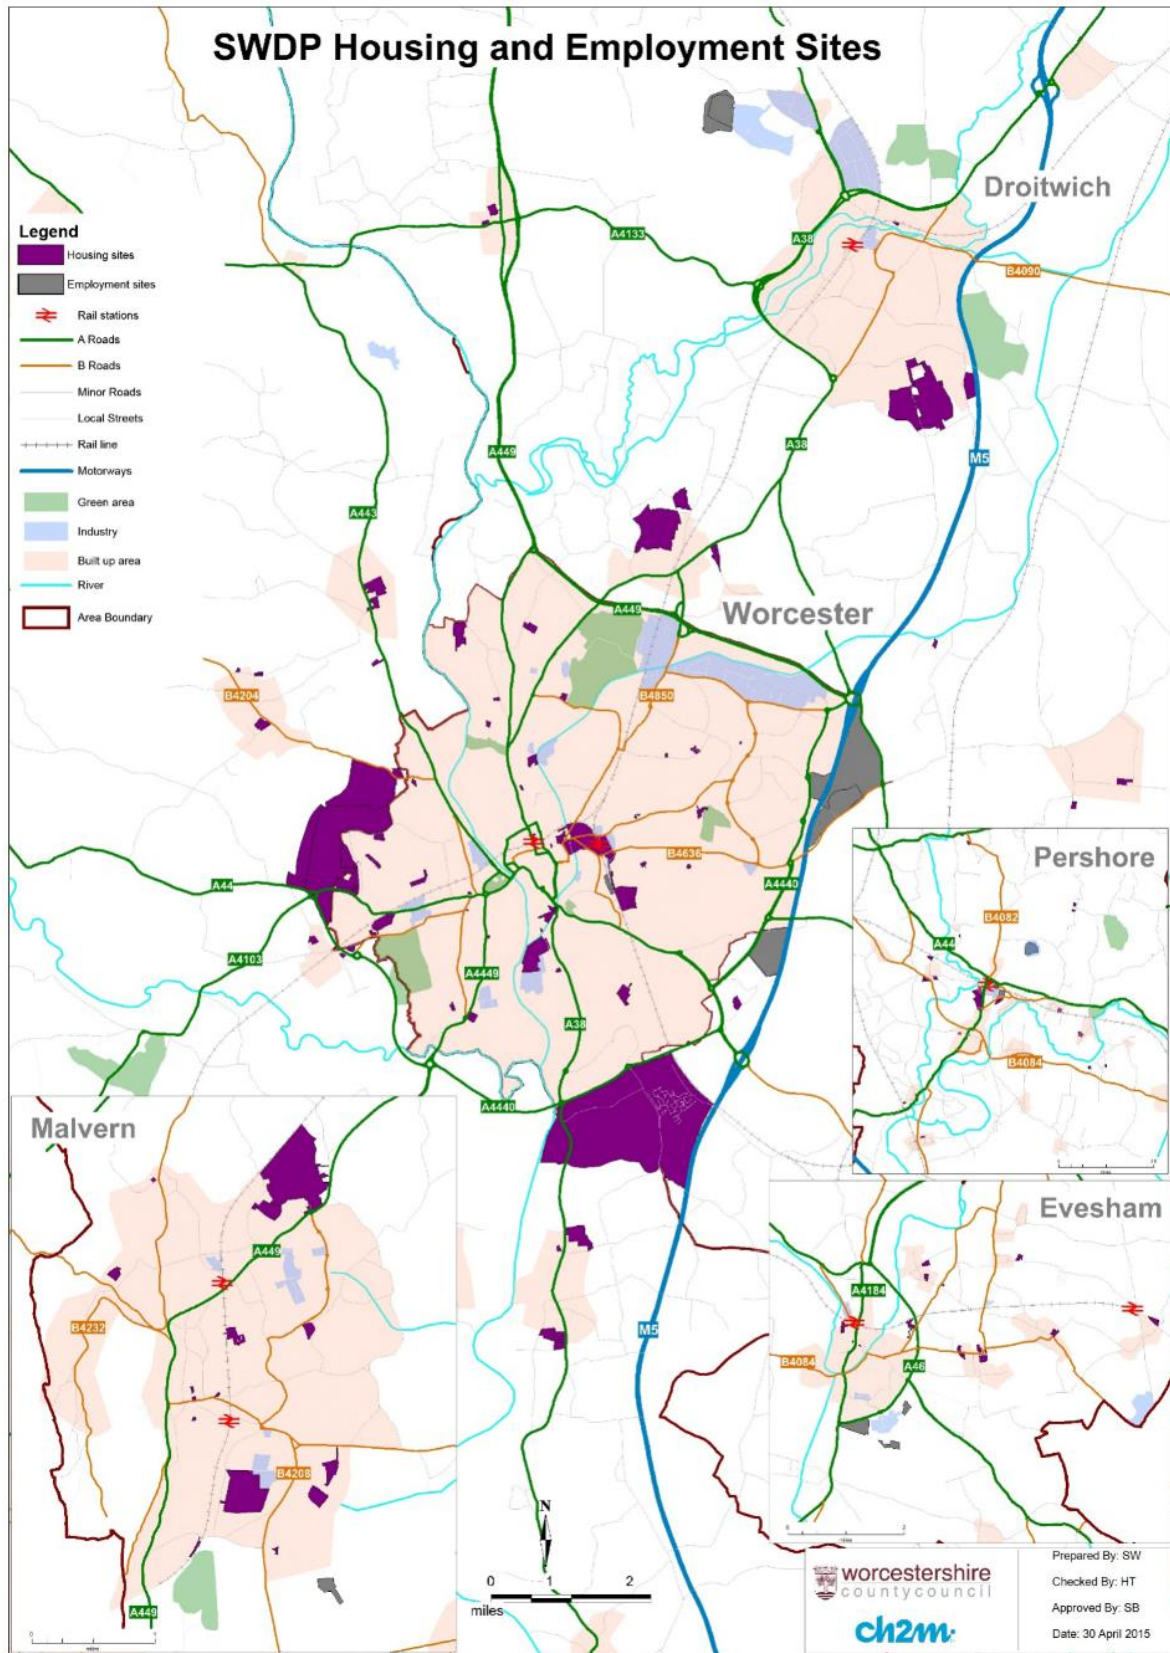 SWDP Housing and Employment Sites
Droitwich
Legend
Housing sites
Employment sites
Rail stations
A Roads
B Roads
Minor Roads
Local Streets
Rail line
Motorways
Green area
Industry
Built up area
River
Area Boundary
A4133
A38
B4090
A38
M5
A449
A443
A449
Worcester
B4204
B4850
B4636
A44
A4440
A4103
A4449
A38
A4440
Pershore
B4082
A44
B4084
Malvern
A449
B4232
B4208
A449
M5
Evesham
A4184
B4084
A46
N
0 1 2
miles
worcestershire
countycouncil
ch2m:
Prepared By: SW
Checked By: HT
Approved By: SB
Date: 30 April 2015